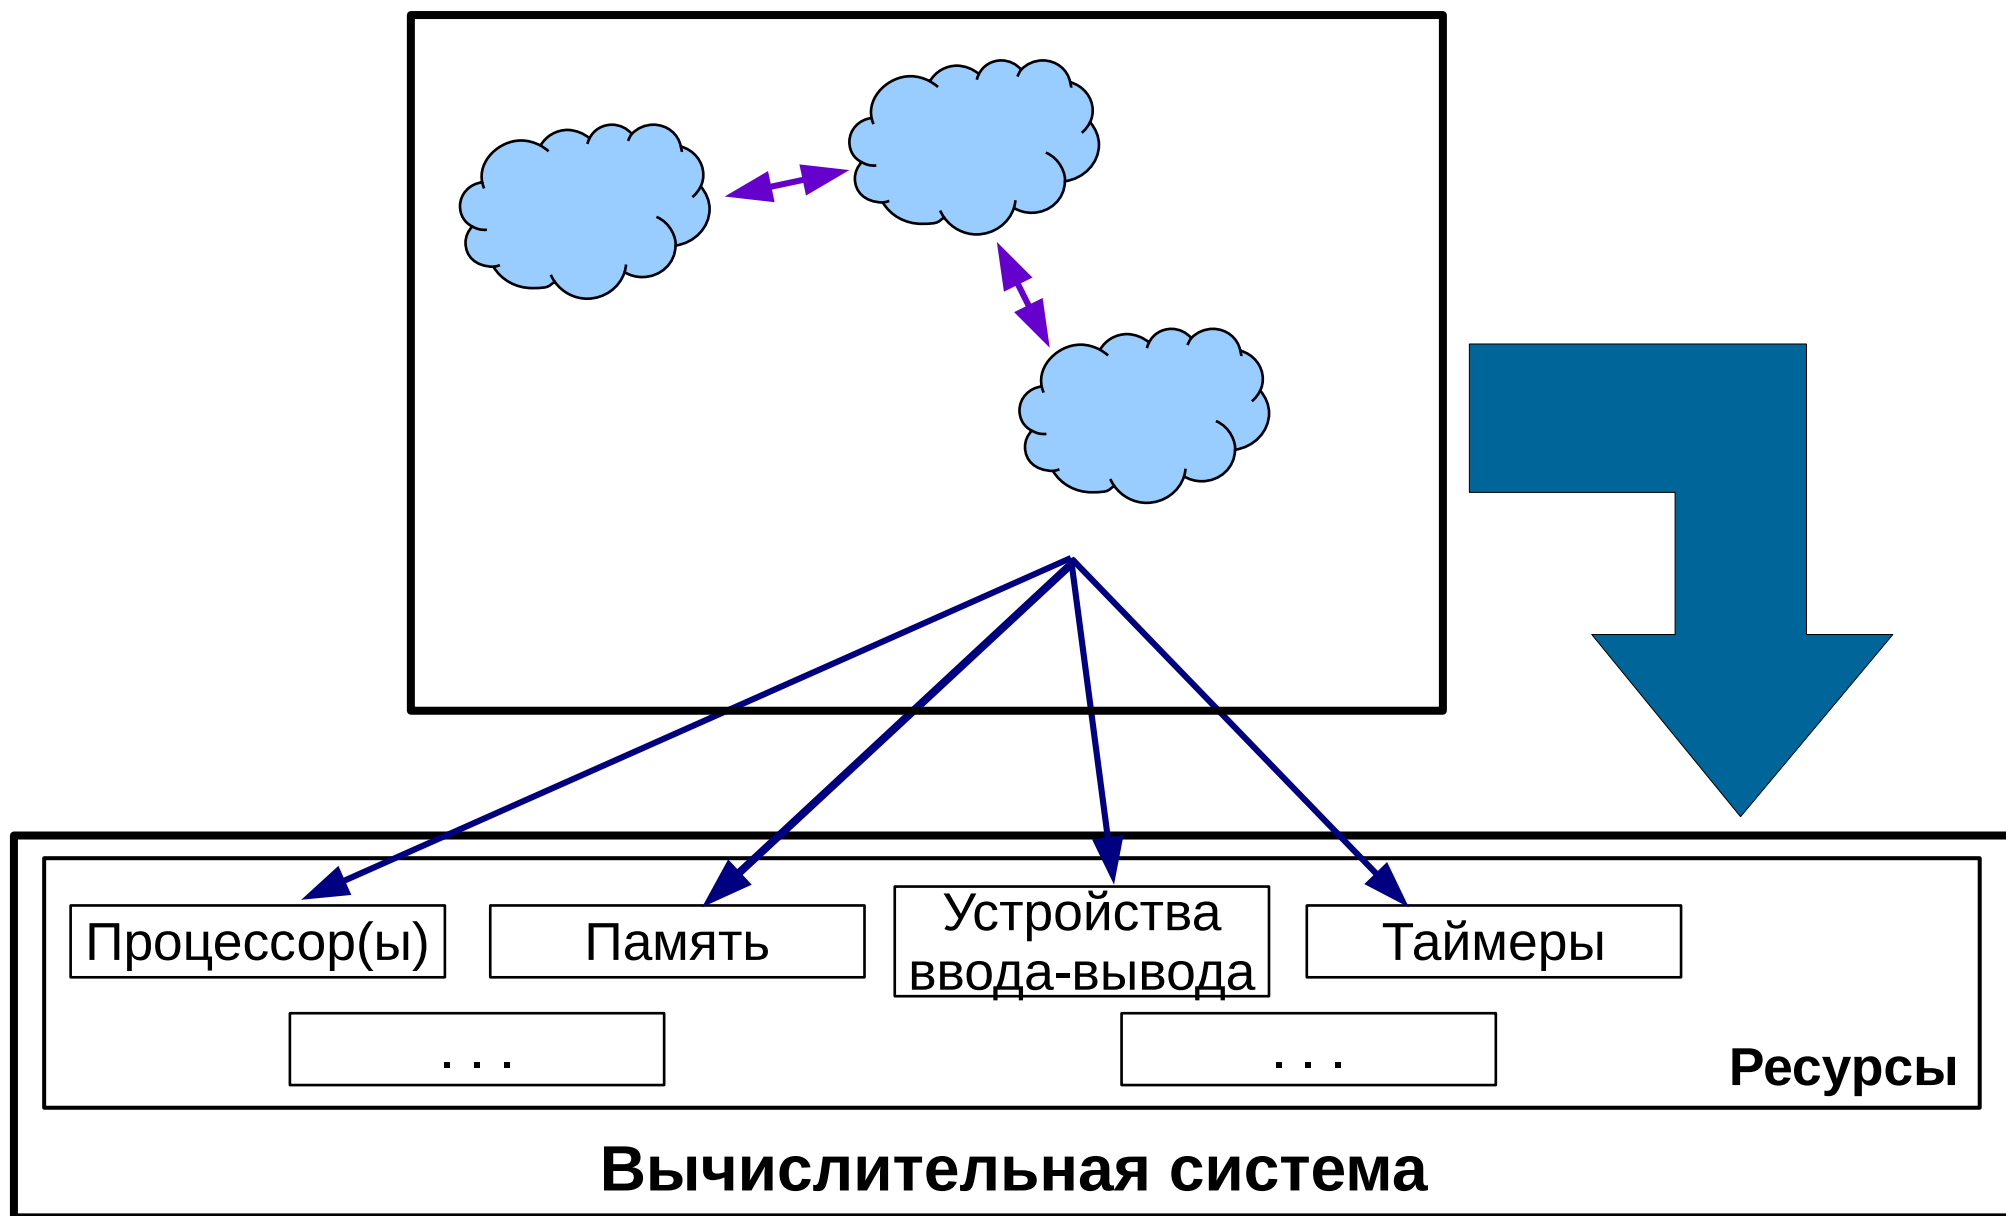 Процессор(ы)
Память
Устройства
ввода-вывода
Таймеры
. . .
. . .
Ресурсы
Вычислительная система